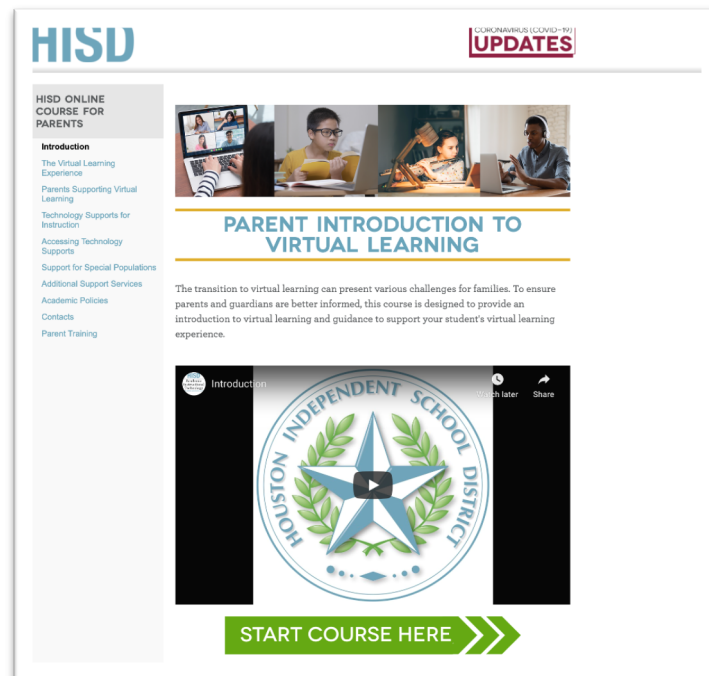 HISD
CORONAVIRUS (COVID-19)
UPDATES
HISD ONLINE
COURSE FOR
PARENTS
Introduction
The Virtual Learning
Experience
Parents Supporting Virtual
Learning
Technology Supports for
Instruction
Accessing Technology
Supports
Support for Special Populations
Additional Support Services
Academic Policies
Contacts
Parent Training
PARENT INTRODUCTION TO
VIRTUAL LEARNING
The transition to virtual learning can present various challenges for families. To ensure
parents and guardians are better informed, this course is designed to provide an
introduction to virtual learning and guidance to support your student's virtual learning
experience.
Introduction
Watch later
Share
HOUSTON INDEPENDENT SCHOOL DISTRICT
START COURSE HERE